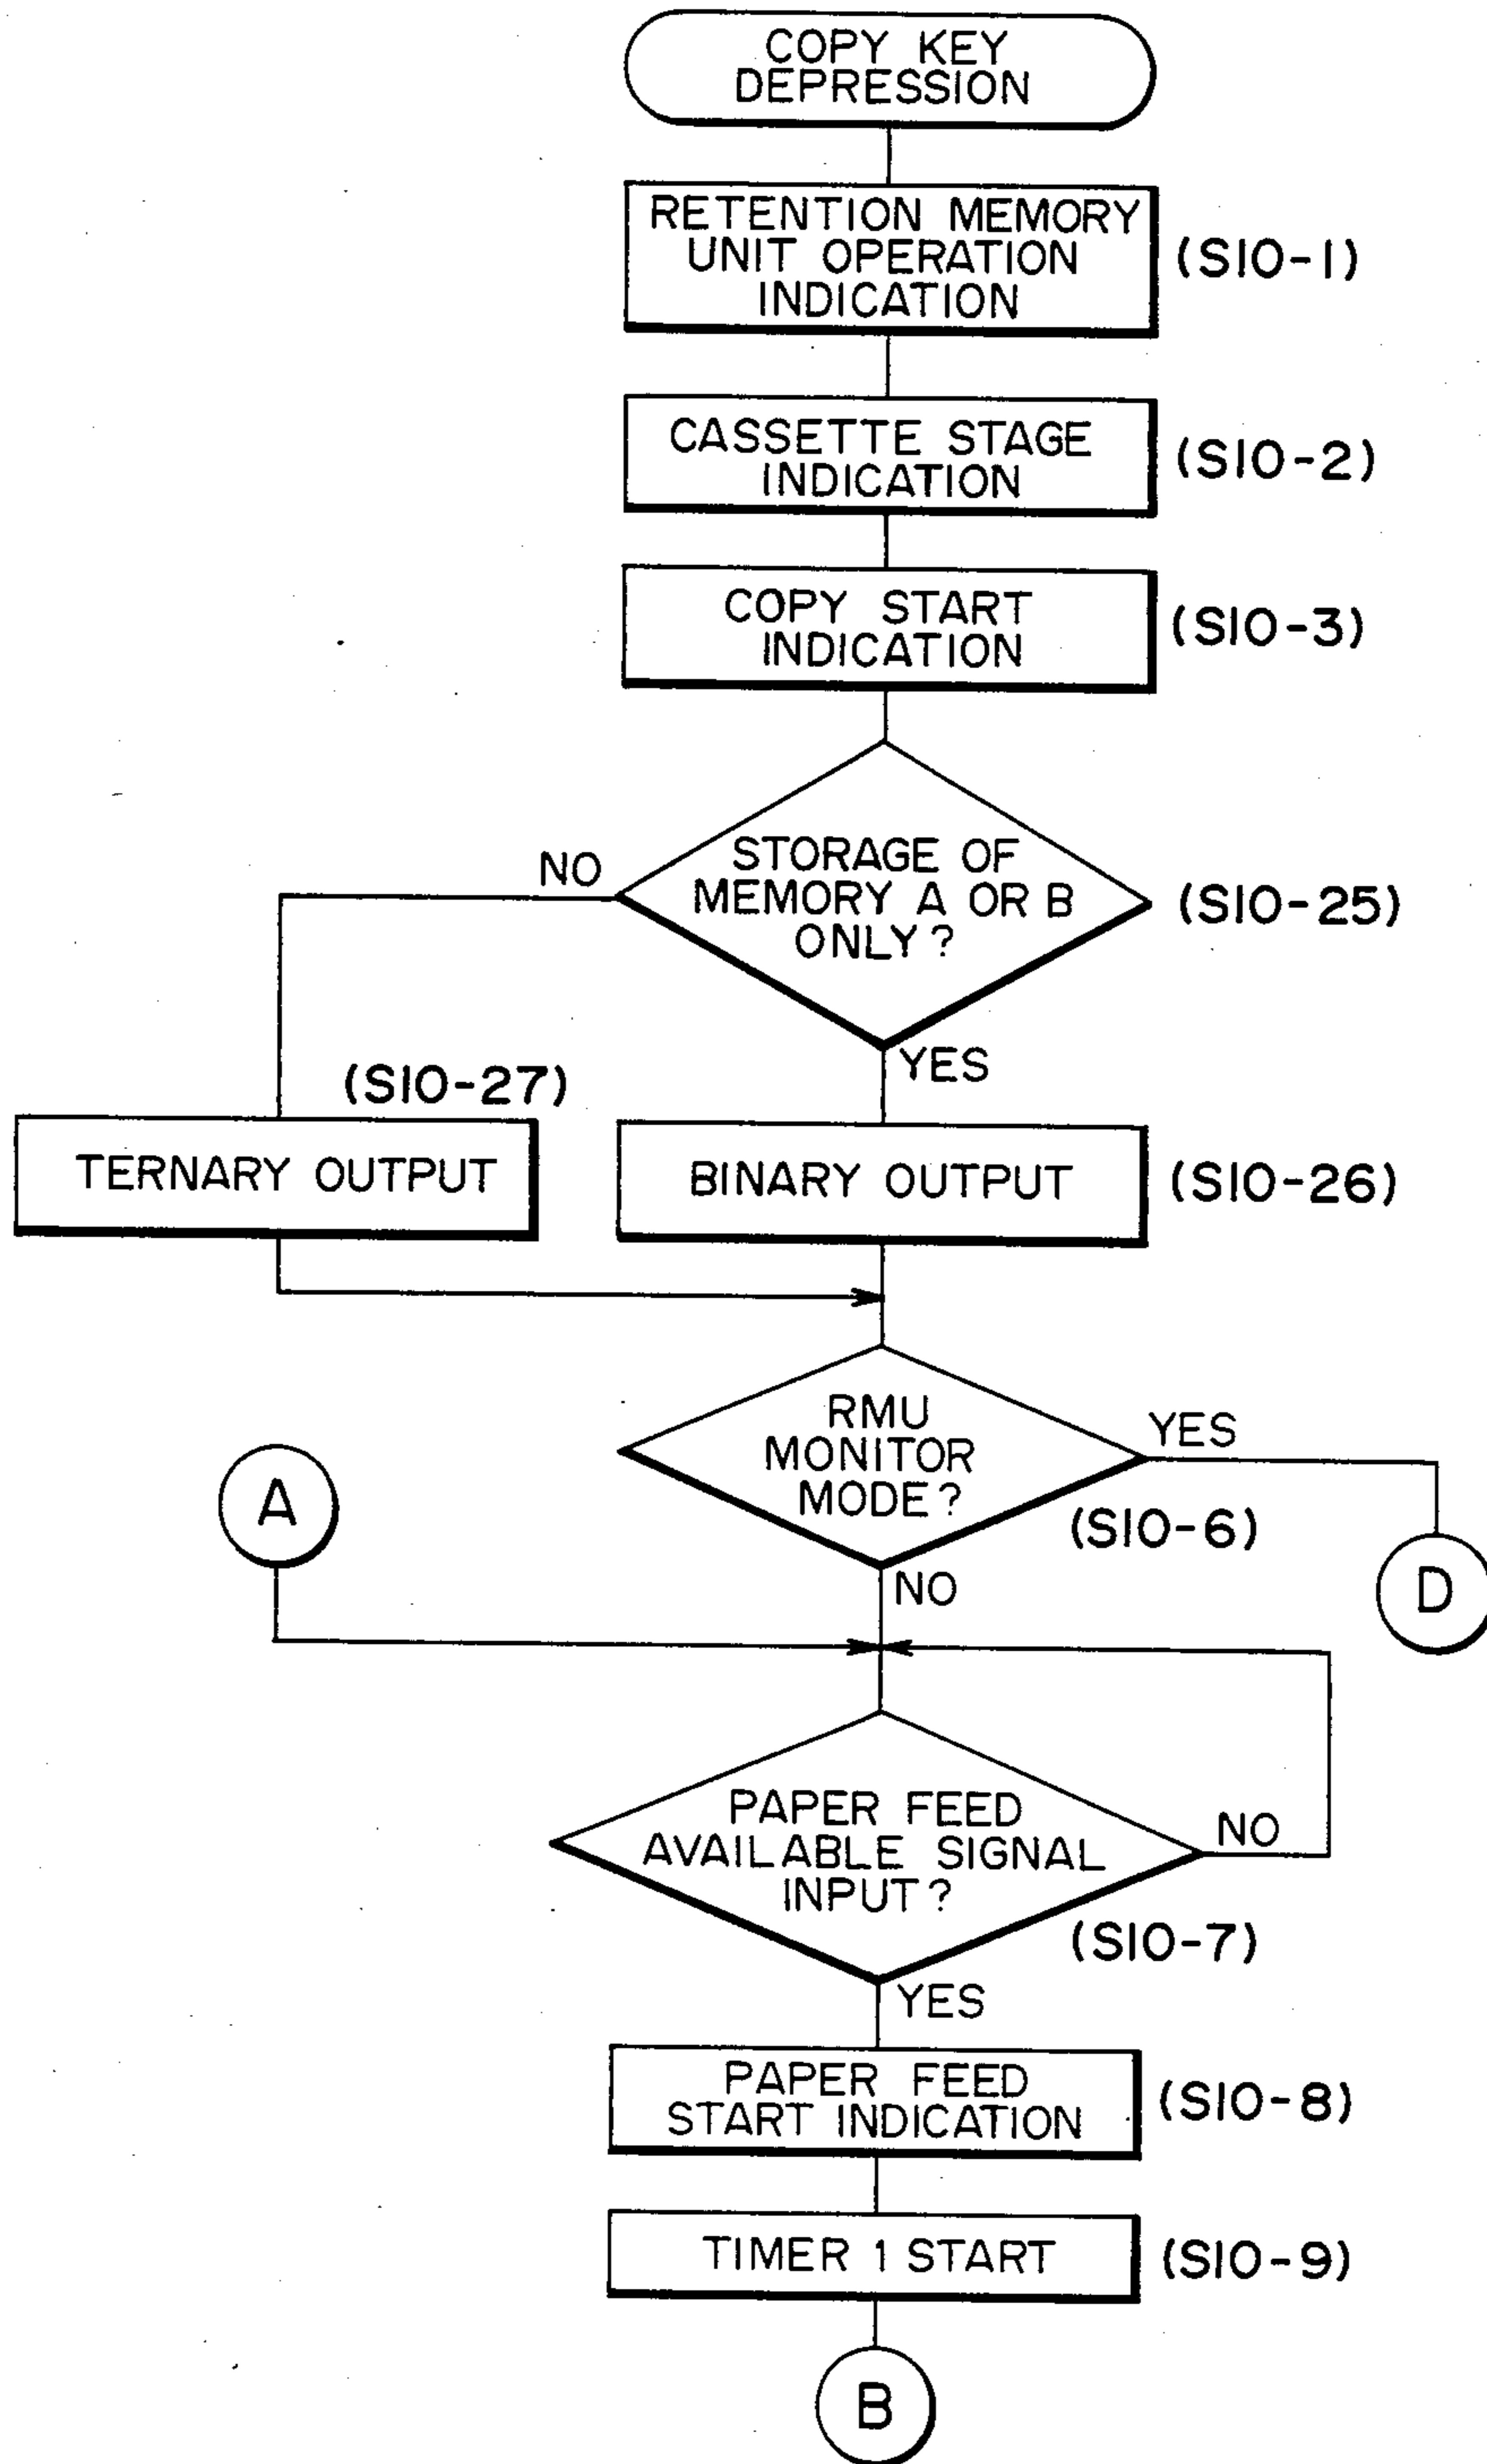 COPY KEY
DEPRESSION
RETENTION MEMORY
UNIT OPERATION
INDICATION
(S10-1)
CASSETTE STAGE
INDICATION
(S10-2)
COPY START
INDICATION
(S10-3)
STORAGE OF
MEMORY A OR B
ONLY?
(S10-25)
NO
YES
(S10-27)
TERNARY OUTPUT
BINARY OUTPUT
(S10-26)
RMU
MONITOR
MODE?
YES
(S10-6)
A
D
NO
PAPER FEED
AVAILABLE SIGNAL
INPUT?
NO
(S10-7)
YES
PAPER FEED
START INDICATION
(S10-8)
TIMER 1 START
(S10-9)
B